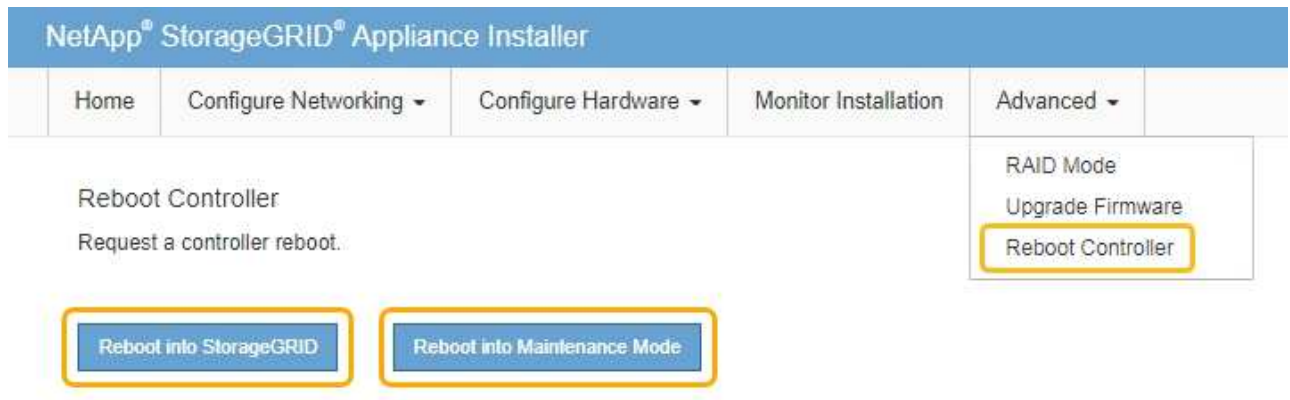 NetApp® StorageGRID® Appliance Installer
Home Configure Networking Configure Hardware Monitor Installation Advanced
RAID Mode
Upgrade Firmware
Reboot Controller
Reboot Controller
Request a controller reboot.
Reboot into StorageGRID Reboot into Maintenance Mode